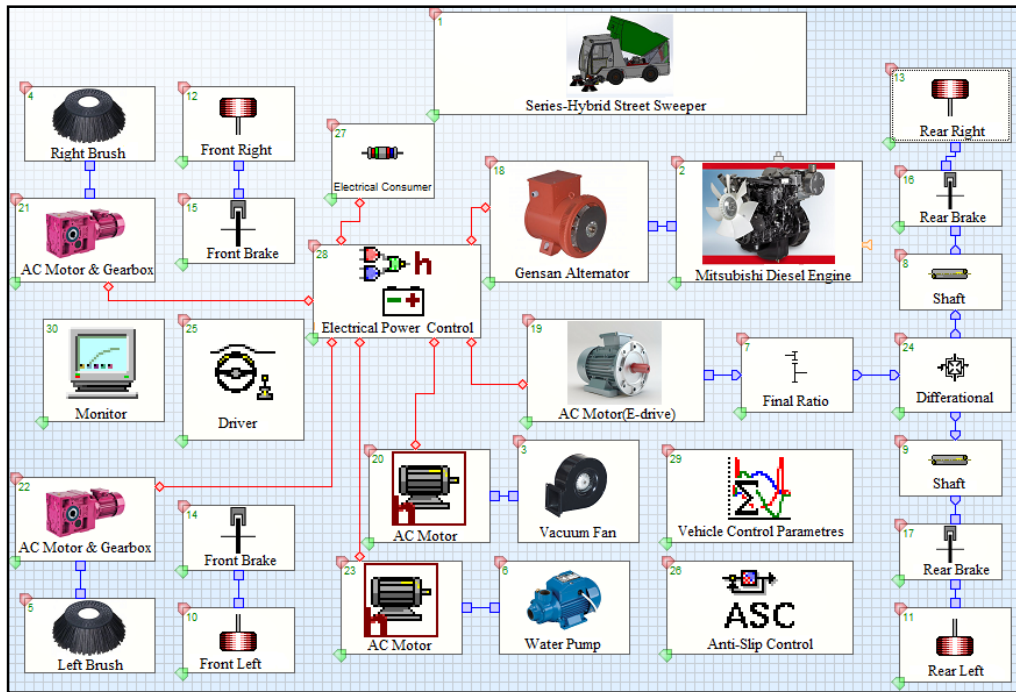 1
Series-Hybrid Street Sweeper
4
Right Brush
12
Front Right
27
Electrical Consumer
18
Gensan Alternator
2
Mitsubishi Diesel Engine
13
Rear Right
21
AC Motor & Gearbox
15
Front Brake
28
h
Electrical Power Control
16
Rear Brake
8
Shaft
30
Monitor
25
Driver
19
AC Motor(E-drive)
7
Final Ratio
24
Differational
22
AC Motor & Gearbox
14
Front Brake
20
h
AC Motor
3
Vacuum Fan
29
Σ
Vehicle Control Parametres
9
Shaft
17
Rear Brake
5
Left Brush
10
Front Left
23
h
AC Motor
6
Water Pump
26
ASC
Anti-Slip Control
11
Rear Left